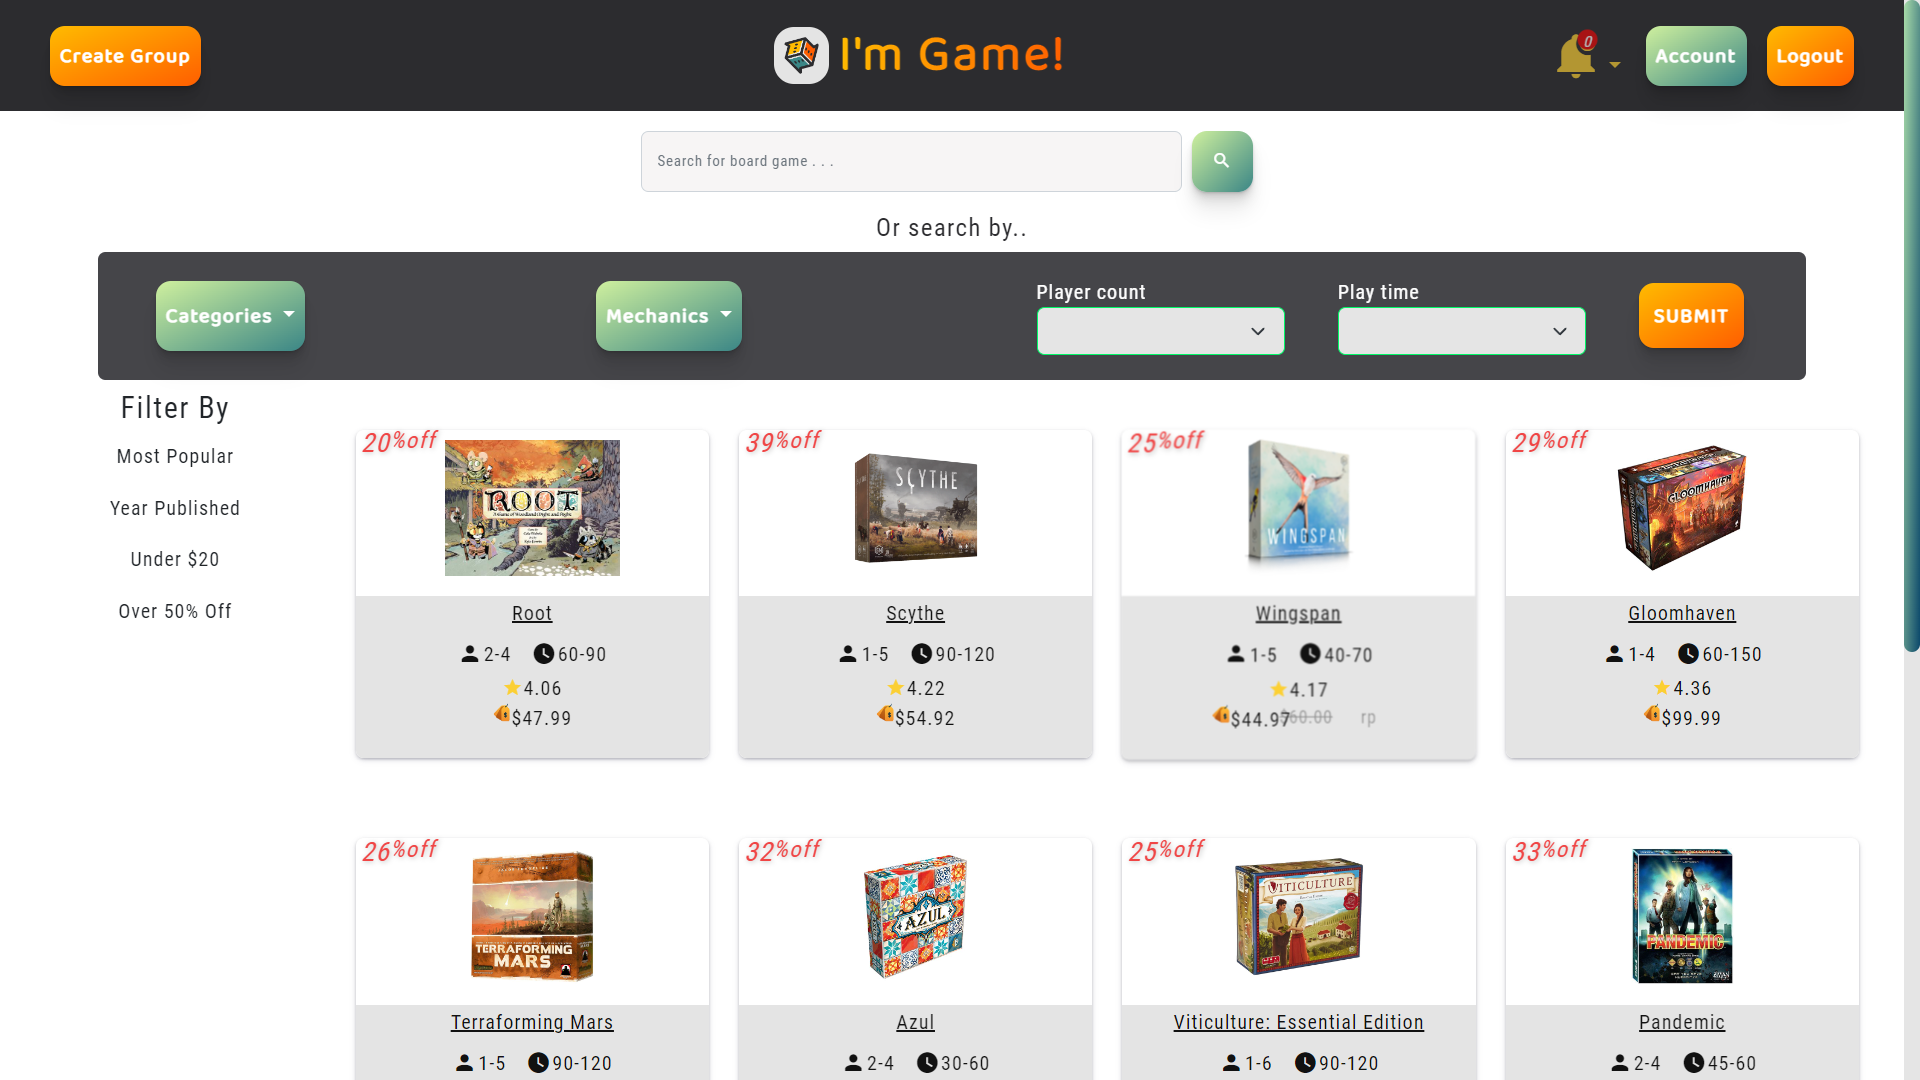 Create Group
I'm Game!
0
Account
Logout
Search for board game . . .
Or search by..
Categories
Mechanics
Player count
Play time
SUBMIT
Filter By
Most Popular
Year Published
Under $20
Over 50% Off
20%off
ROOT
Root
2-4 60-90
4.06
$47.99
39%off
SCYTHE
Scythe
1-5 90-120
4.22
$54.92
25%off
WINGSPAN
Wingspan
1-5 40-70
4.17
$44.97 $60.00 rp
29%off
GLOOMHAVEN
Gloomhaven
1-4 60-150
4.36
$99.99
26%off
TERRAFORMING
MARS
Terraforming Mars
1-5 90-120
32%off
AZUL
Azul
2-4 30-60
25%off
VITICULTURE
Viticulture: Essential Edition
1-6 90-120
33%off
PANDEMIC
Pandemic
2-4 45-60